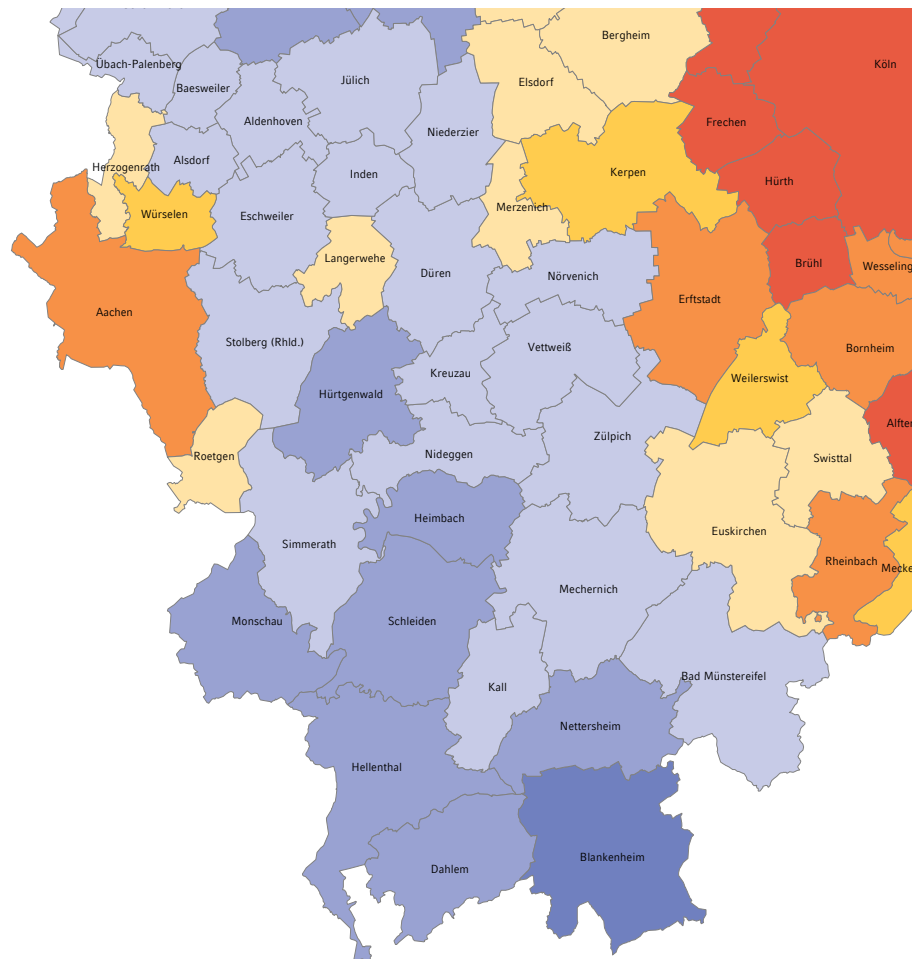 Bergheim
Köln
Übach-Palenberg
Jülich
Elsdorf
Baesweiler
Aldenhoven
Frechen
Niederzier
Alsdorf
Herzogenrath
Inden
Kerpen
Hürth
Merzenich
Würselen
Eschweiler
Langerwehe
Düren
Nörvenich
Brühl
Wesseling
Erftstadt
Aachen
Stolberg (Rhld.)
Vettweiß
Bornheim
Kreuzau
Weilerswist
Hürtgenwald
Alfter
Zülpich
Roetgen
Nideggen
Swisttal
Heimbach
Euskirchen
Simmerath
Rheinbach
Mecke
Mechernich
Monschau
Schleiden
Bad Münstereifel
Kall
Nettersheim
Hellenthal
Blankenheim
Dahlem